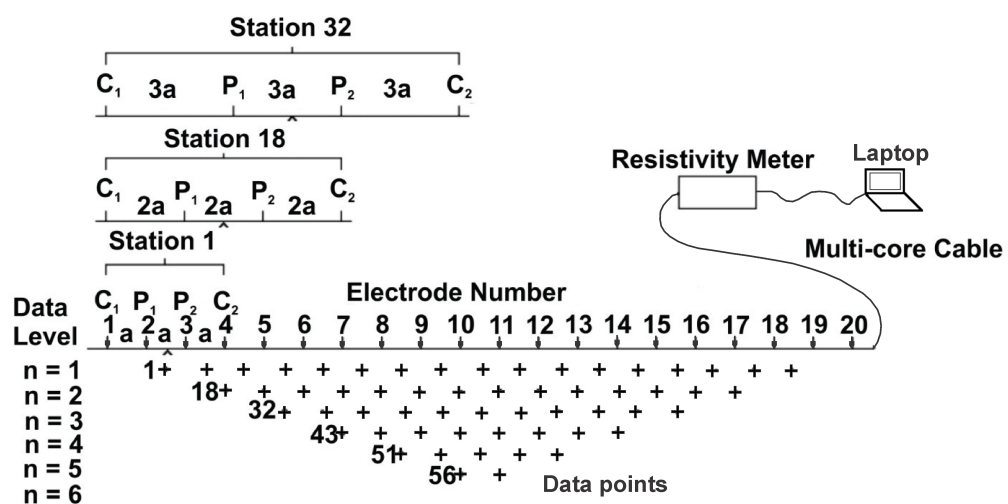 Station 32
C₁ 3a P₁ 3a P₂ 3a C₂
Station 18
C₁ 2a P₁ 2a P₂ 2a C₂
Station 1
C₁ P₁ P₂ C₂
Resistivity Meter
Laptop
Multi-core Cable
Electrode Number
Data
Level
1 2 3 4 5 6 7 8 9 10 11 12 13 14 15 16 17 18 19 20
a a a
n = 1
n = 2
n = 3
n = 4
n = 5
n = 6
1
18
32
43
51
56
Data points